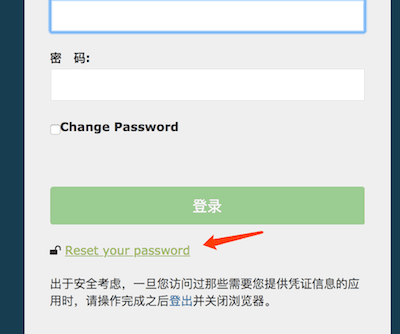 密　码:
Change Password
登录
Reset your password
出于安全考虑，一旦您访问过那些需要您提供凭证信息的应
用时，请操作完成之后登出并关闭浏览器。